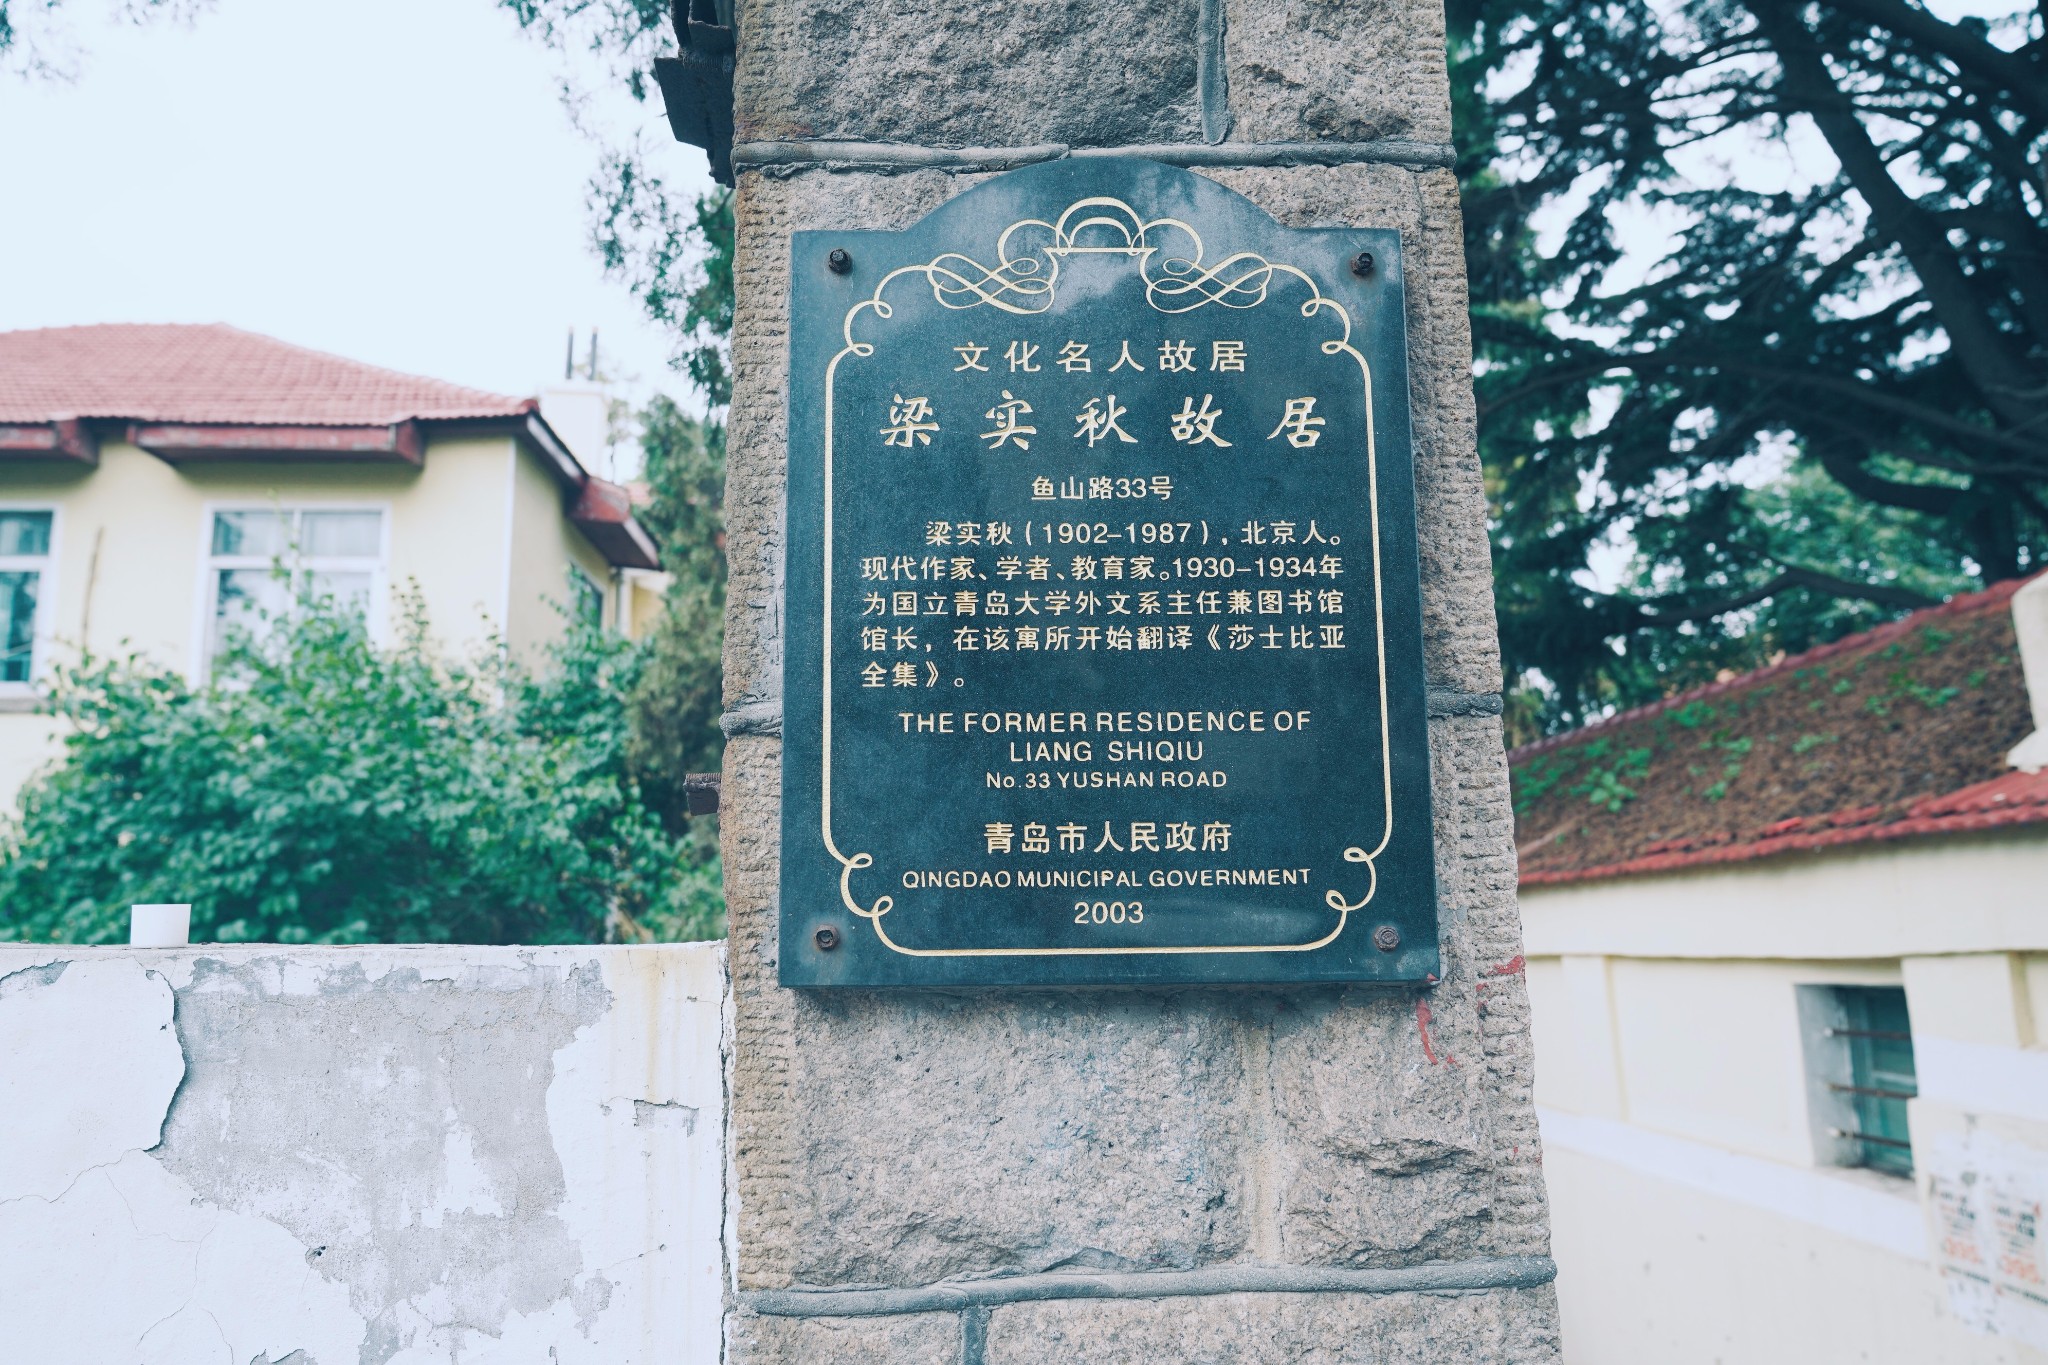 文化名人故居
梁实秋故居
鱼山路33号
梁实秋（1902-1987），北京人。
现代作家、学者、教育家。1930-1934年
为国立青岛大学外文系主任兼图书馆
馆长，在该寓所开始翻译《莎士比亚
全集》。
THE FORMER RESIDENCE OF
LIANG SHIQIU
No.33 YUSHAN ROAD
青岛市人民政府
QINGDAO MUNICIPAL GOVERNMENT
2003